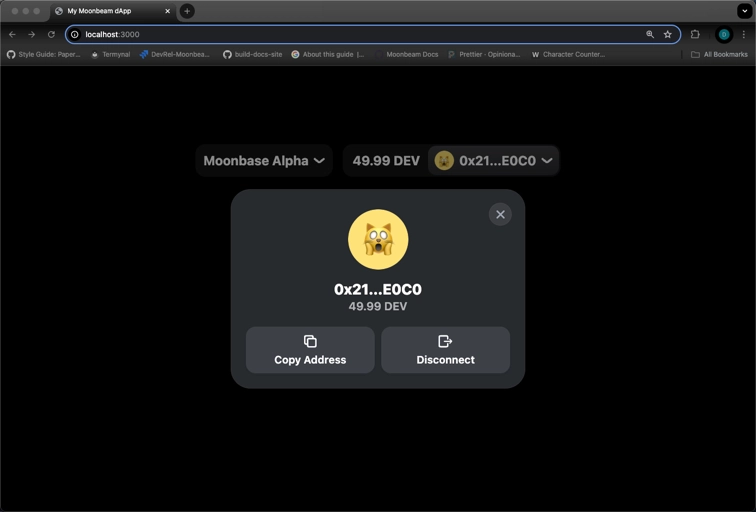 My Moonbeam dApp
localhost:3000
D
Style Guide: Paper...
Termynal
DevRel-Moonbea...
build-docs-site
About this guide |...
Moonbeam Docs
Prettier · Opiniona...
W Character Counter...
All Bookmarks
Moonbase Alpha
49.99 DEV
0x21...E0C0
0x21...E0C0
49.99 DEV
Copy Address
Disconnect